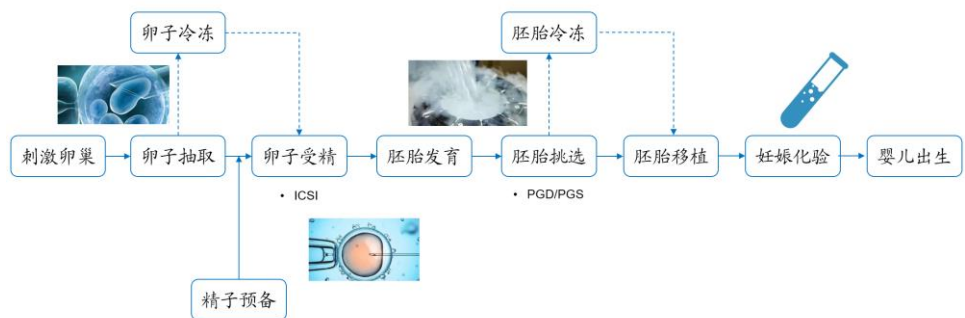 卵子冷冻
胚胎冷冻
刺激卵巢
卵子抽取
卵子受精
胚胎发育
胚胎挑选
胚胎移植
妊娠化验
婴儿出生
• ICSI
• PGD/PGS
精子预备